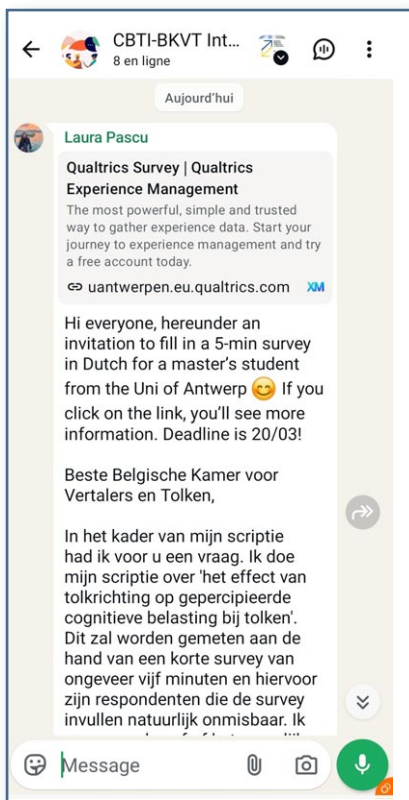 CBTI-BKVT Int...
8 en ligne
Aujourd'hui
Laura Pascu
Qualtrics Survey | Qualtrics
Experience Management
The most powerful, simple and trusted
way to gather experience data. Start your
journey to experience management and try
a free account today.
uantwerpen.eu.qualtrics.com XM
Hi everyone, hereunder an
invitation to fill in a 5-min survey
in Dutch for a master's student
from the Uni of Antwerp 😊 If you
click on the link, you'll see more
information. Deadline is 20/03!
Beste Belgische Kamer voor
Vertalers en Tolken,
In het kader van mijn scriptie
had ik voor u een vraag. Ik doe
mijn scriptie over 'het effect van
tolkrichting op gepercipieerde
cognitieve belasting bij tolken'.
Dit zal worden gemeten aan de
hand van een korte survey van
ongeveer vijf minuten en hiervoor
zijn respondenten die de survey
invullen natuurlijk onmisbaar. Ik
Message